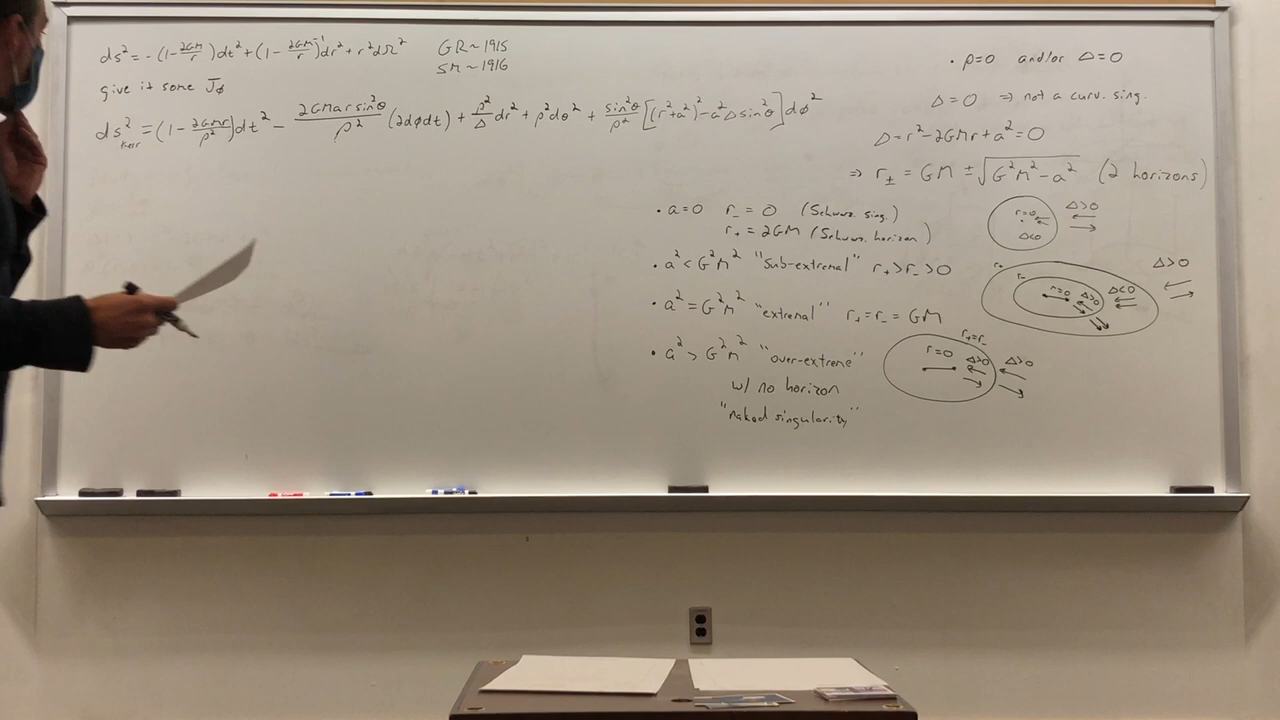 ds² = -(1-2GM/r)dt² + (1-2GM/r)⁻¹dr² + r²dΩ²
GR ~ 1915
SM ~ 1916
give it some J_φ
ds²_Kerr = (1-2GMr/ρ²)dt² - 2GMar sin²θ/ρ² (2dφdt) + ρ²/Δ dr² + ρ²dθ² + sin²θ/ρ² [(r²+a²)²-a²Δsin²θ]dφ²
• ρ=0 and/or Δ=0
Δ=0 ⇒ not a curv. sing.
Δ=r²-2GMr+a²=0
⇒ r± = GM ± √(G²M²-a²) (2 horizons)
• a=0 r₋ = 0 (Schwarz. sing.)
r₊ = 2GM (Schwarz. horizon)
r=0
Δ<0
Δ>0
• a² < G²M² "Sub-extremal" r₊>r₋>0
r₊
r₋
r=0
Δ>0
Δ<0
Δ>0
• a² = G²M² "extremal" r₊=r₋=GM
r₊=r₋
r=0
Δ>0
Δ>0
• a² > G²M² "over-extreme"
w/ no horizon
"naked singularity"